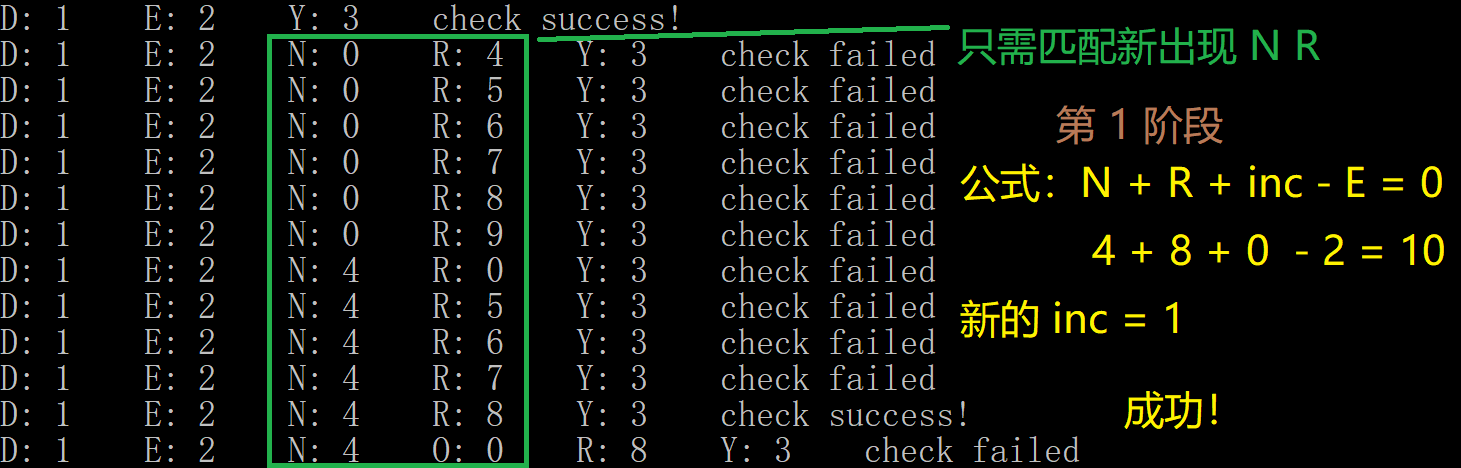 D: 1 E: 2 Y: 3 check success!
D: 1 E: 2 N: 0 R: 4 Y: 3 check failed
D: 1 E: 2 N: 0 R: 5 Y: 3 check failed
D: 1 E: 2 N: 0 R: 6 Y: 3 check failed
D: 1 E: 2 N: 0 R: 7 Y: 3 check failed
D: 1 E: 2 N: 0 R: 8 Y: 3 check failed
D: 1 E: 2 N: 0 R: 9 Y: 3 check failed
D: 1 E: 2 N: 4 R: 0 Y: 3 check failed
D: 1 E: 2 N: 4 R: 5 Y: 3 check failed
D: 1 E: 2 N: 4 R: 6 Y: 3 check failed
D: 1 E: 2 N: 4 R: 7 Y: 3 check failed
D: 1 E: 2 N: 4 R: 8 Y: 3 check success!
D: 1 E: 2 N: 4 O: 0 R: 8 Y: 3 check failed
只需匹配新出现 N R
第 1 阶段
公式：N + R + inc - E = 0
4 + 8 + 0 - 2 = 10
新的 inc = 1
成功！